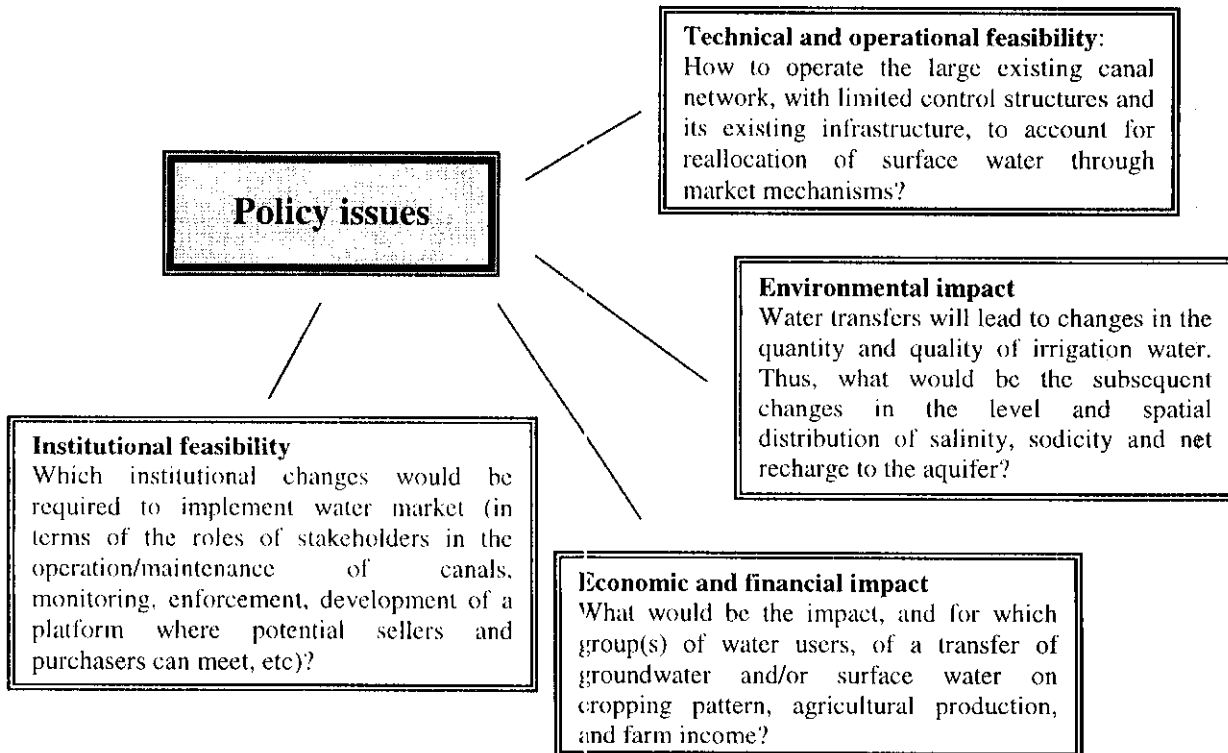 Policy issues
Technical and operational feasibility:
How to operate the large existing canal
network, with limited control structures and
its existing infrastructure, to account for
reallocation of surface water through
market mechanisms?
Environmental impact
Water transfers will lead to changes in the
quantity and quality of irrigation water.
Thus, what would be the subsequent
changes in the level and spatial
distribution of salinity, sodicity and net
recharge to the aquifer?
Institutional feasibility
Which institutional changes would be
required to implement water market (in
terms of the roles of stakeholders in the
operation/maintenance of canals,
monitoring, enforcement, development of a
platform where potential sellers and
purchasers can meet, etc)?
Economic and financial impact
What would be the impact, and for which
group(s) of water users, of a transfer of
groundwater and/or surface water on
cropping pattern, agricultural production,
and farm income?